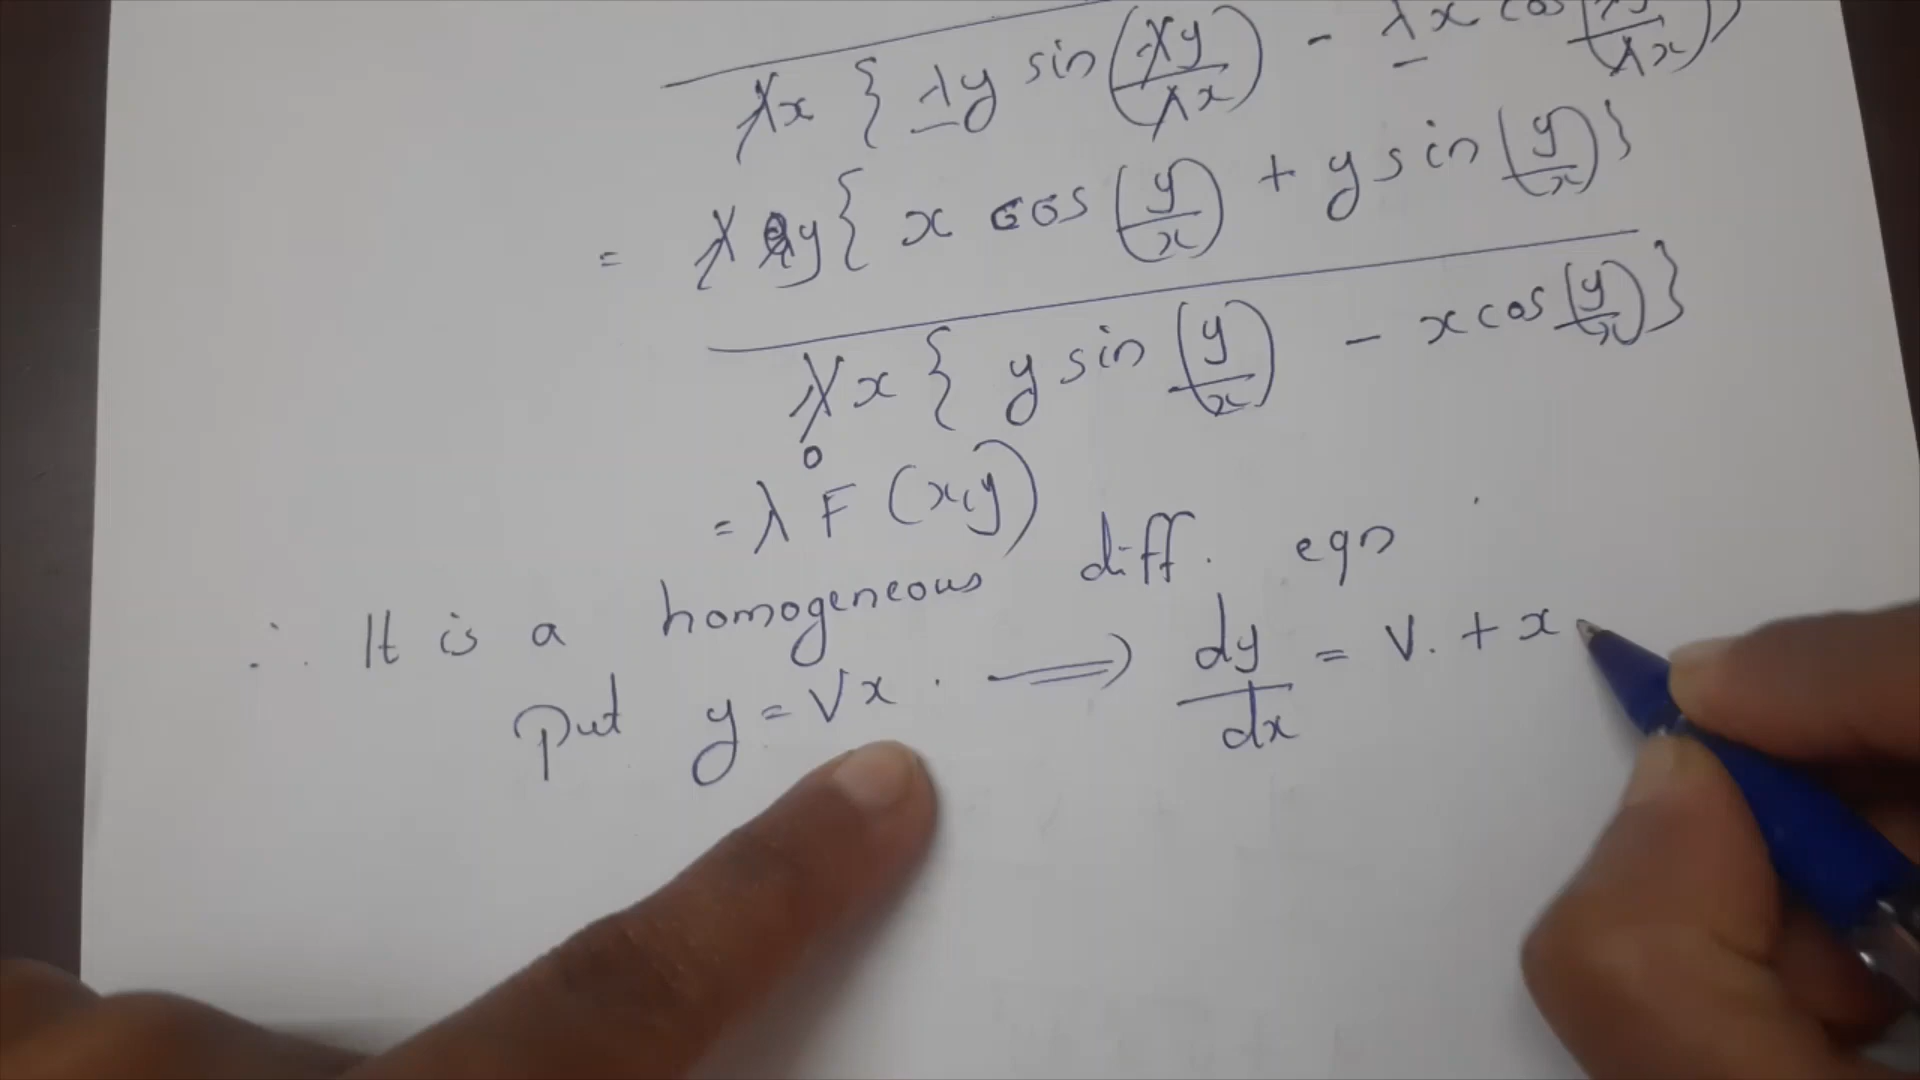 λx { λy sin(λy/λx) - λx cos(λy/λx)
= λ y{ x cos(y/x) + y sin(y/x)}
λx { y sin(y/x) - x cos(y/x)}
= λ⁰ F (x,y)
∴ It is a homogeneous diff. eqn
Put y = Vx. ⟹ dy/dx = V. + x